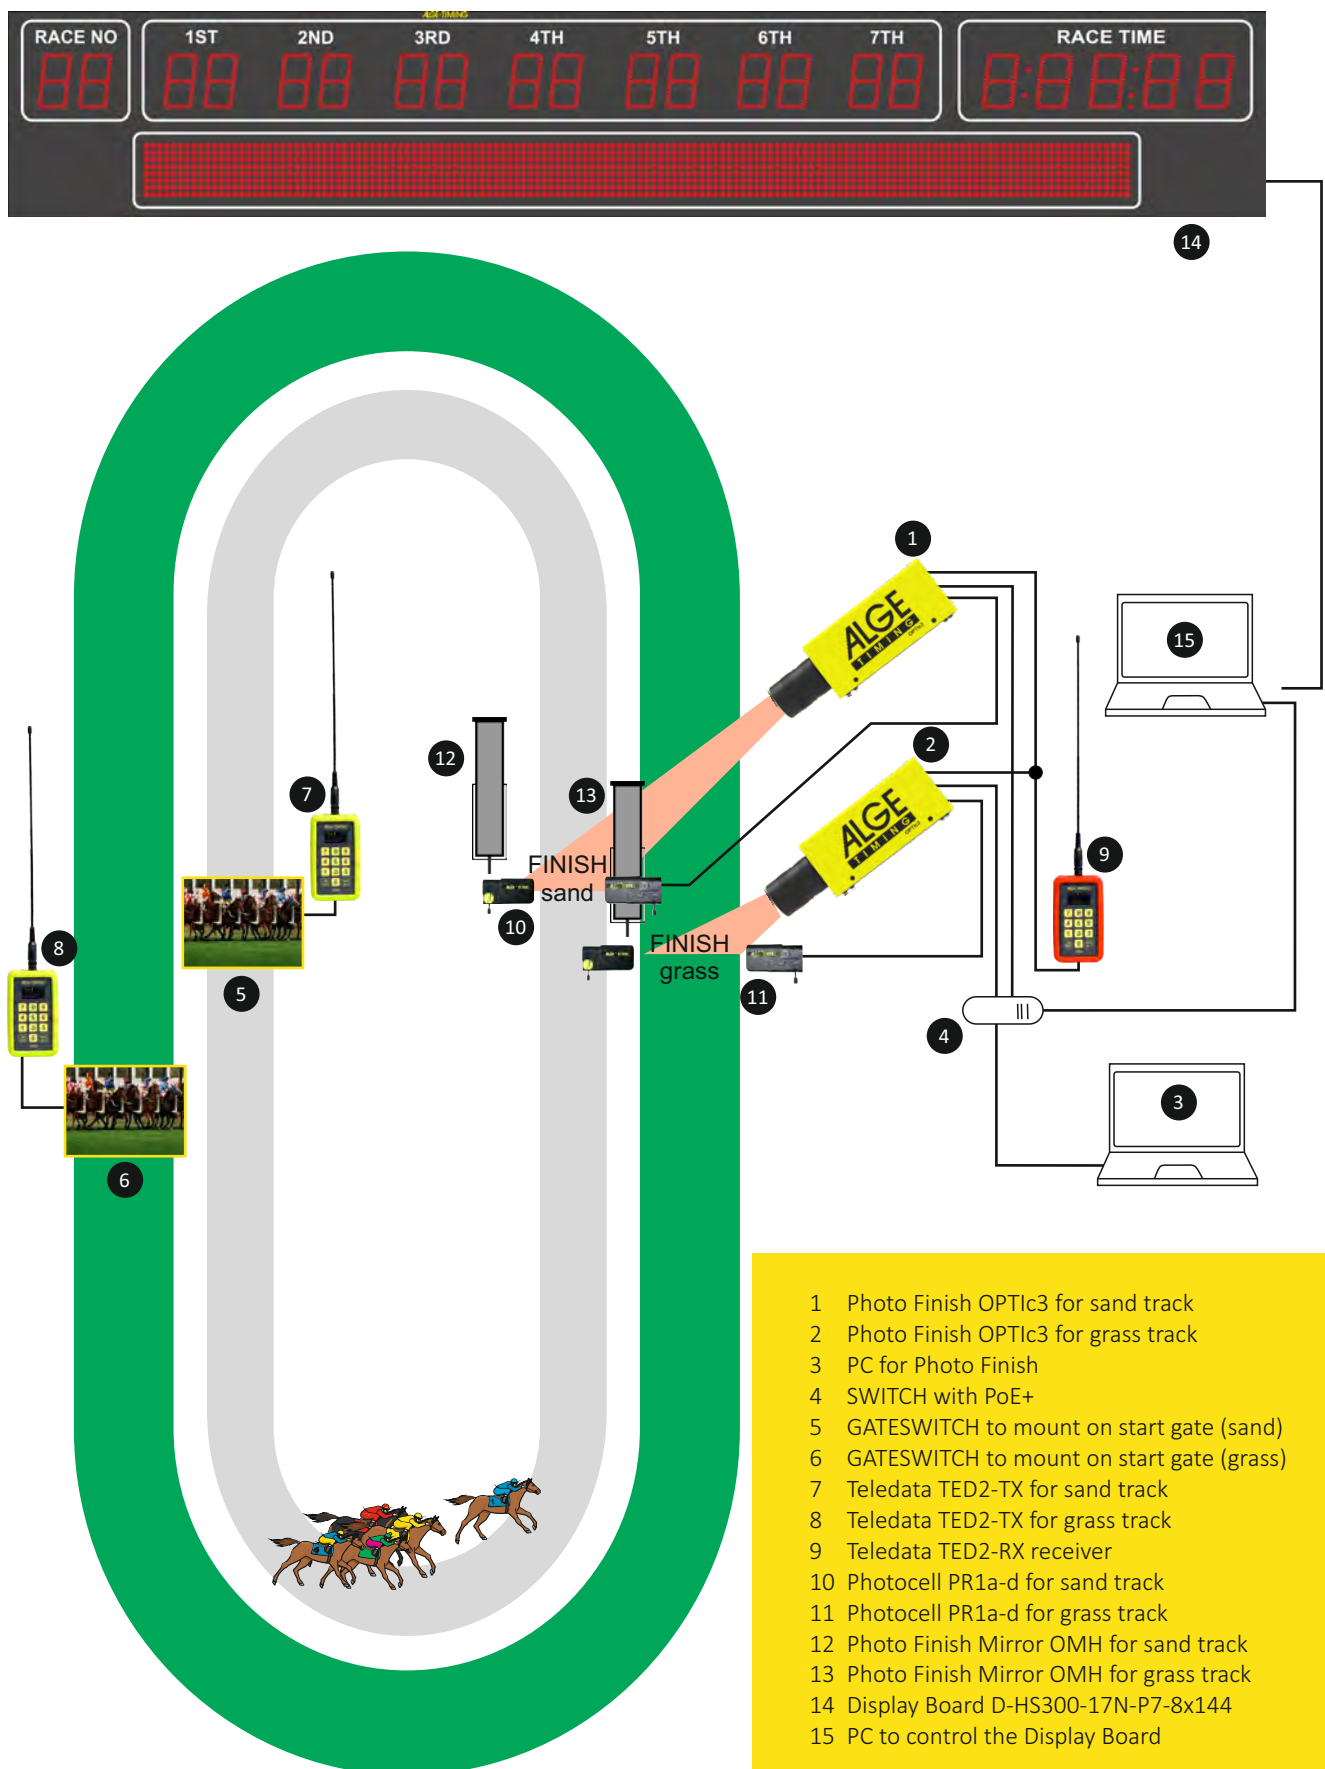 ALGE-TIMING
RACE NO 1ST 2ND 3RD 4TH 5TH 6TH 7TH RACE TIME
14
1
15
12
2
13
7
9
ALGE
TIMING
OPTIc3
ALGE
TIMING
OPTIc3
FINISH
sand
10
8
FINISH
grass
5
11
4
3
6
1 Photo Finish OPTIc3 for sand track
2 Photo Finish OPTIc3 for grass track
3 PC for Photo Finish
4 SWITCH with PoE+
5 GATESWITCH to mount on start gate (sand)
6 GATESWITCH to mount on start gate (grass)
7 Teledata TED2-TX for sand track
8 Teledata TED2-TX for grass track
9 Teledata TED2-RX receiver
10 Photocell PR1a-d for sand track
11 Photocell PR1a-d for grass track
12 Photo Finish Mirror OMH for sand track
13 Photo Finish Mirror OMH for grass track
14 Display Board D-HS300-17N-P7-8x144
15 PC to control the Display Board